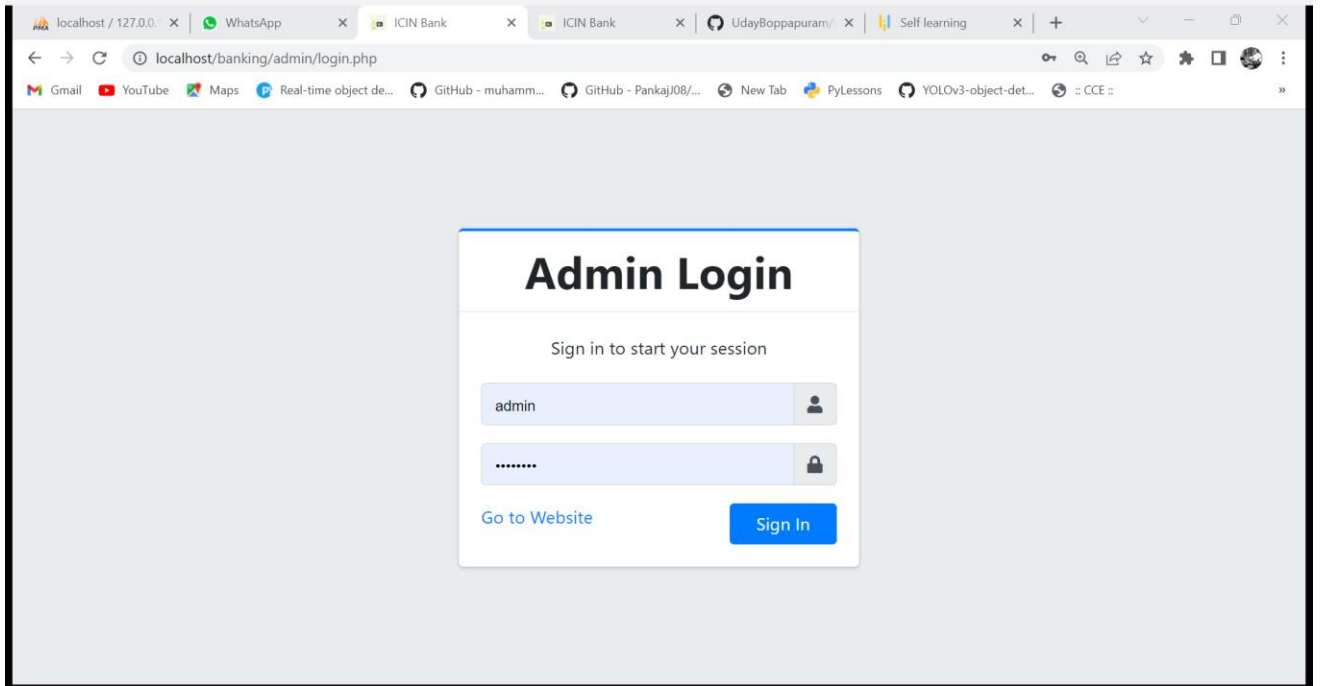 localhost / 127.0.0. WhatsApp ICIN Bank ICIN Bank UdayBoppapuram/ Self learning
localhost/banking/admin/login.php
Gmail YouTube Maps Real-time object de... GitHub - muhamm... GitHub - PankajJ08/... New Tab PyLessons YOLOv3-object-det... :: CCE :: »
Admin Login
Sign in to start your session
admin
••••••••
Go to Website Sign In